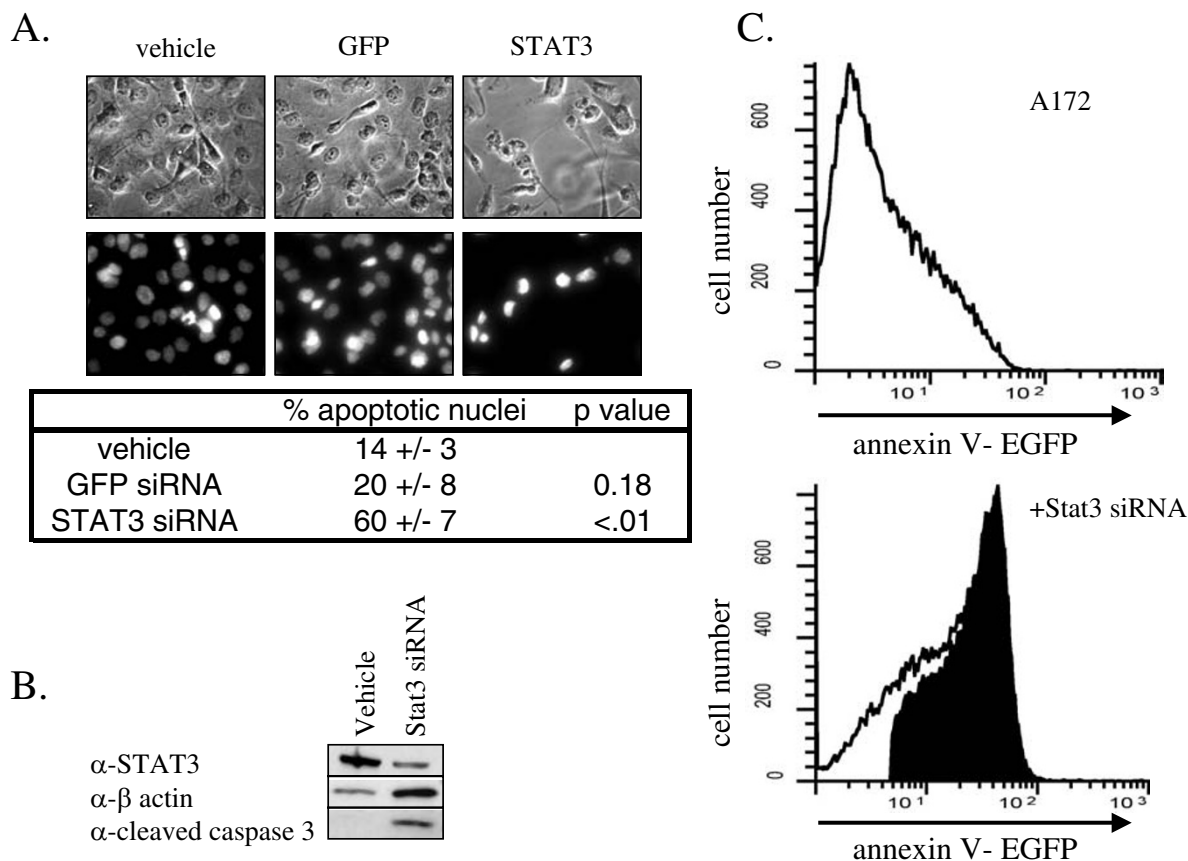 A.
vehicle GFP STAT3
% apoptotic nuclei p value
vehicle 14 +/- 3
GFP siRNA 20 +/- 8 0.18
STAT3 siRNA 60 +/- 7 <.01
B.
Vehicle
Stat3 siRNA
α-STAT3
α-β actin
α-cleaved caspase 3
C.
A172
cell number
600
400
200
0
10¹ 10² 10³
annexin V- EGFP
+Stat3 siRNA
cell number
600
400
200
0
10¹ 10² 10³
annexin V- EGFP